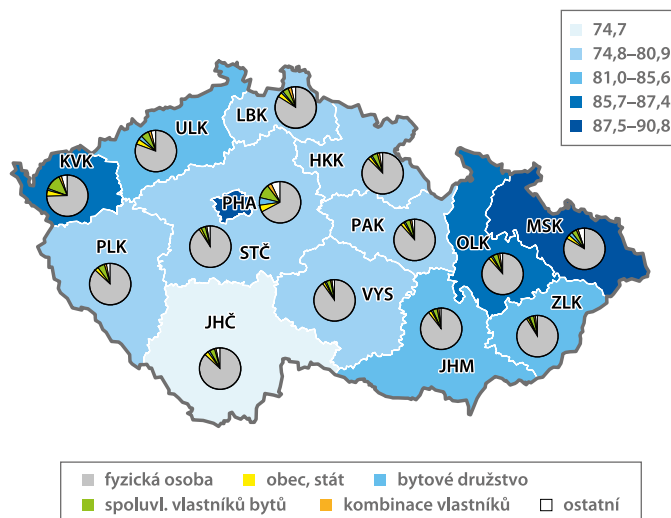 74,7
74,8–80,9
81,0–85,6
85,7–87,4
87,5–90,8
LBK
ULK
KVK
HKK
PHA
MSK
PAK
OLK
PLK
STČ
VYS
ZLK
JHČ
JHM
fyzická osoba obec, stát bytové družstvo
spoluvl. vlastníků bytů kombinace vlastníků ostatní